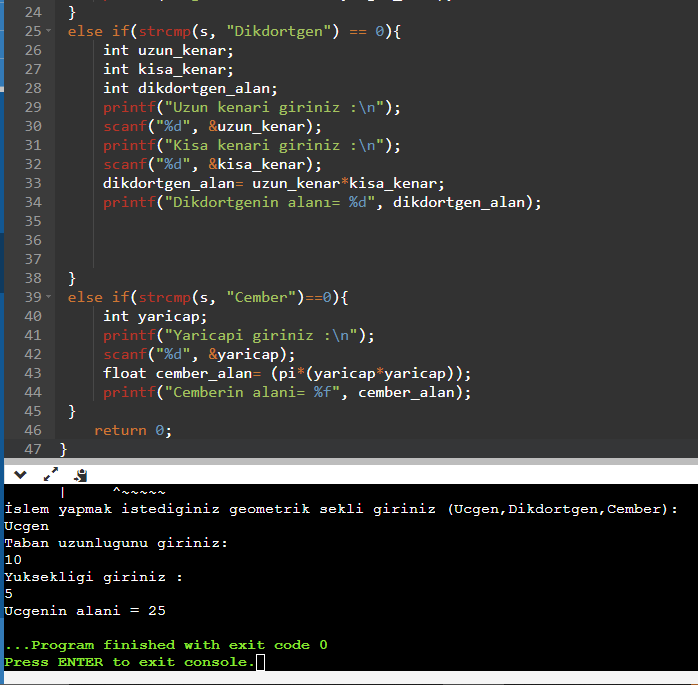 24 }
25 else if(strcmp(s, "Dikdortgen") == 0){
26 int uzun_kenar;
27 int kisa_kenar;
28 int dikdortgen_alan;
29 printf("Uzun kenari giriniz :\n");
30 scanf("%d", &uzun_kenar);
31 printf("Kisa kenari giriniz :\n");
32 scanf("%d", &kisa_kenar);
33 dikdortgen_alan= uzun_kenar*kisa_kenar;
34 printf("Dikdortgenin alanı= %d", dikdortgen_alan);
35
36
37
38 }
39 else if(strcmp(s, "Cember")==0){
40 int yaricap;
41 printf("Yaricapi giriniz :\n");
42 scanf("%d", &yaricap);
43 float cember_alan= (pi*(yaricap*yaricap));
44 printf("Cemberin alani= %f", cember_alan);
45 }
46 return 0;
47 }
| ^~~~~~
İslem yapmak istediginiz geometrik sekli giriniz (Ucgen,Dikdortgen,Cember):
Ucgen
Taban uzunlugunu giriniz:
10
Yuksekligi giriniz :
5
Ucgenin alani = 25
...Program finished with exit code 0
Press ENTER to exit console.